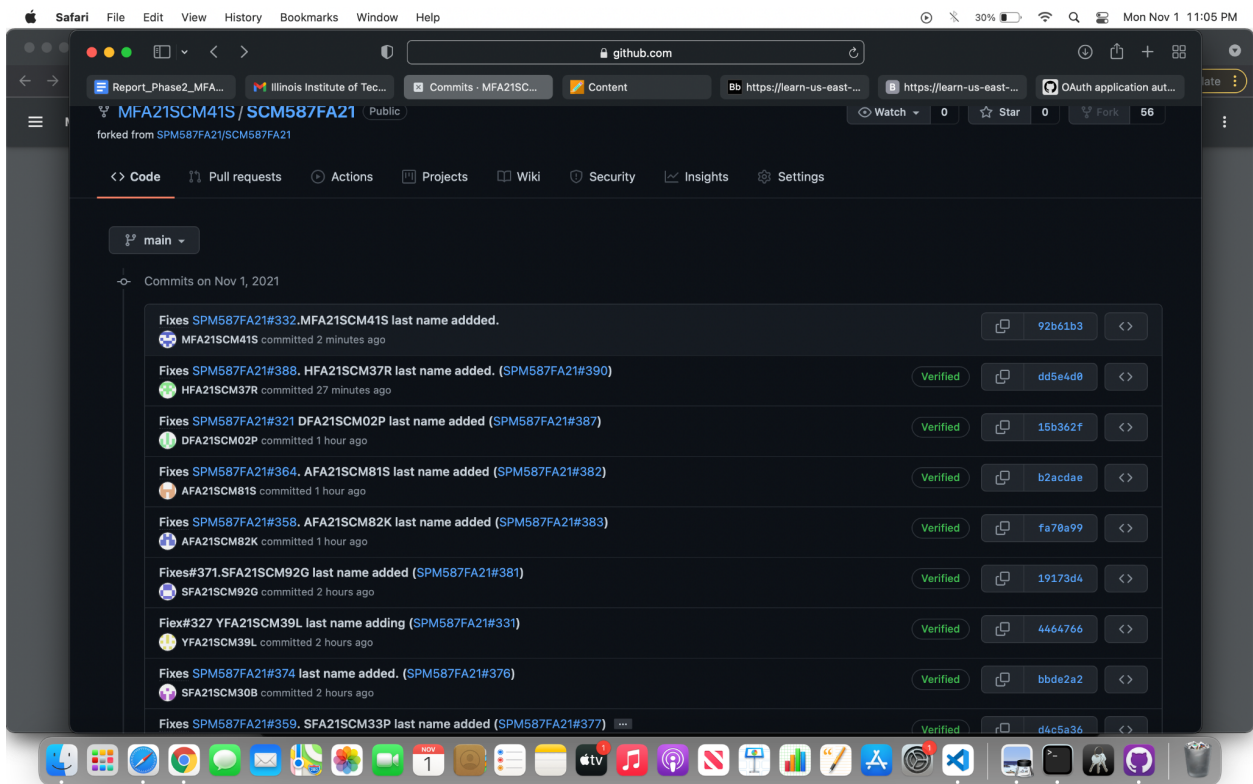 Safari File Edit View History Bookmarks Window Help 30% Mon Nov 1 11:05 PM
github.com
Report_Phase2_MFA... Illinois Institute of Tec... Commits · MFA21SC... Content Bb https://learn-us-east-... B https://learn-us-east-... OAuth application aut...
MFA21SCM41S / SCM587FA21 Public Watch 0 Star 0 Fork 56
forked from SPM587FA21/SCM587FA21
<> Code Pull requests Actions Projects Wiki Security Insights Settings
main
Commits on Nov 1, 2021
Fixes SPM587FA21#332.MFA21SCM41S last name addded.
MFA21SCM41S committed 2 minutes ago
92b61b3 <>
Fixes SPM587FA21#388. HFA21SCM37R last name added. (SPM587FA21#390)
HFA21SCM37R committed 27 minutes ago
Verified dd5e4d0 <>
Fixes SPM587FA21#321 DFA21SCM02P last name added (SPM587FA21#387)
DFA21SCM02P committed 1 hour ago
Verified 15b362f <>
Fixes SPM587FA21#364. AFA21SCM81S last name added (SPM587FA21#382)
AFA21SCM81S committed 1 hour ago
Verified b2acdae <>
Fixes SPM587FA21#358. AFA21SCM82K last name added (SPM587FA21#383)
AFA21SCM82K committed 1 hour ago
Verified fa70a99 <>
Fixes#371.SFA21SCM92G last name added (SPM587FA21#381)
SFA21SCM92G committed 2 hours ago
Verified 19173d4 <>
Fiex#327 YFA21SCM39L last name adding (SPM587FA21#331)
YFA21SCM39L committed 2 hours ago
Verified 4464766 <>
Fixes SPM587FA21#374 last name added. (SPM587FA21#376)
SFA21SCM30B committed 2 hours ago
Verified bbde2a2 <>
Fixes SPM587FA21#359. SFA21SCM33P last name added (SPM587FA21#377) ...
Verified d4c5a36 <>
NOV
1
tv
1
1